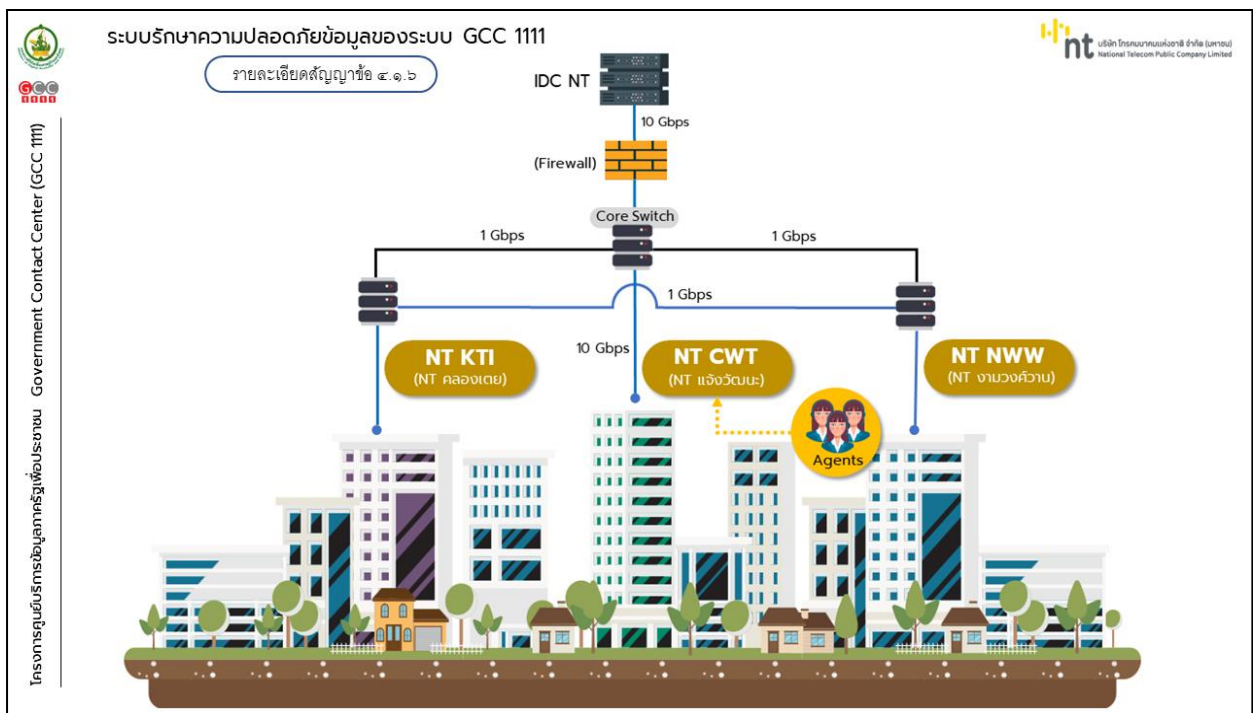 ระบบรักษาความปลอดภัยข้อมูลของระบบ GCC 1111
รายละเอียดสัญญาข้อ ๔.๑.๖
nt บริษัท โทรคมนาคมแห่งชาติ จำกัด (มหาชน)
National Telecom Public Company Limited
GCC
1111
โครงการศูนย์บริการข้อมูลภาครัฐเพื่อประชาชน Government Contact Center (GCC 1111)
IDC NT
10 Gbps
(Firewall)
Core Switch
1 Gbps
1 Gbps
1 Gbps
10 Gbps
NT KTI
(NT คลองเตย)
NT CWT
(NT แจ้งวัฒนะ)
NT NWW
(NT งามวงศ์วาน)
Agents